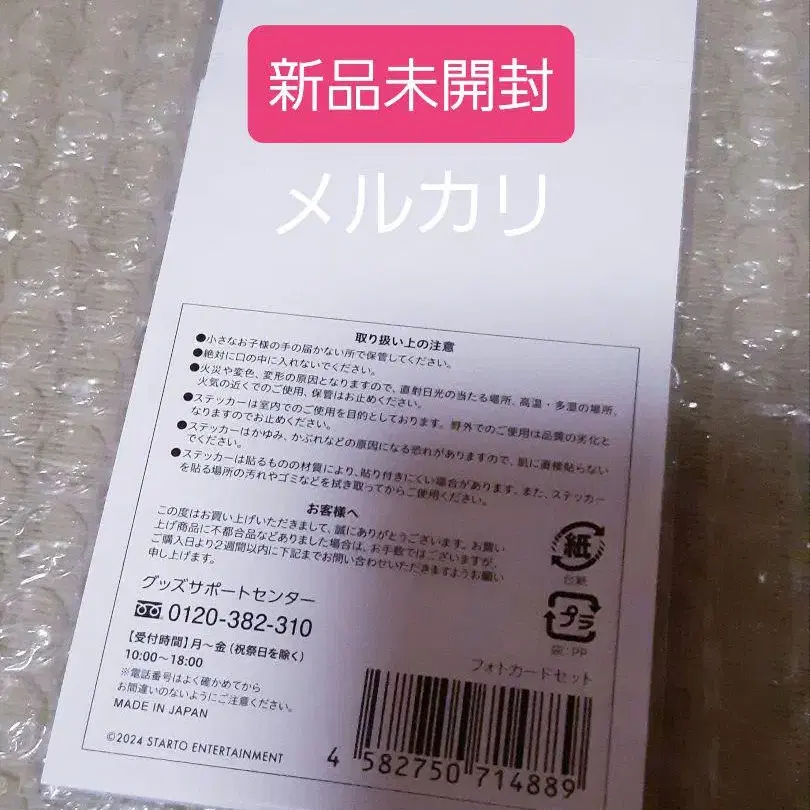 新品未開封
メルカリ
取り扱い上の注意
●小さなお子様の手の届かない所で保管してください。
●絶対に口の中に入れないでください。
●火災や変色、変形の原因となりますので、直射日光の当たる場所、高温・多湿の場所、
火気の近くでのご使用、保管はお止めください。
●ステッカーは室内でのご使用を目的としております。野外でのご使用は品質の劣化と
なりますのでお止めください。
●ステッカーはかゆみ、かぶれなどの原因になる恐れがありますので、肌に直接貼らない
でください。
●ステッカーは貼るものの材質により、貼り付きにくい場合があります。また、ステッカー
を貼る場所の汚れやゴミなどを拭き取ってからご使用ください。
お客様へ
この度はお買い上げいただきまして、誠にありがとうございます。お買い
上げ商品に不都合品などありました場合は、お手数ではございますが、
ご購入日より2週間以内に下記までお問い合わせいただきますようお願い
申し上げます。
グッズサポートセンター
0120-382-310
【受付時間】月～金(祝祭日を除く)
10:00～18:00
※電話番号はよく確かめてから
お間違いのないようにご注意ください。
MADE IN JAPAN
©2024 STARTO ENTERTAINMENT
紙
台紙
プラ
袋:PP
フォトカードセット
4 582750 714889